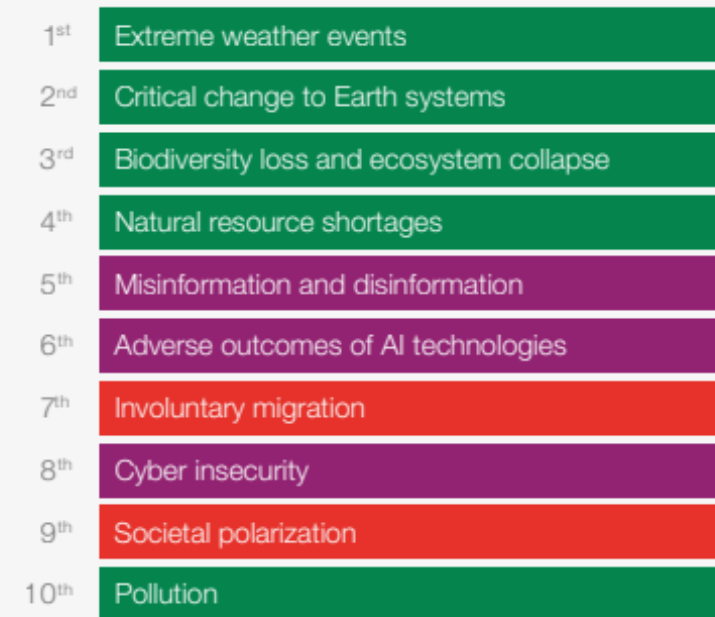 1st Extreme weather events
2nd Critical change to Earth systems
3rd Biodiversity loss and ecosystem collapse
4th Natural resource shortages
5th Misinformation and disinformation
6th Adverse outcomes of AI technologies
7th Involuntary migration
8th Cyber insecurity
9th Societal polarization
10th Pollution